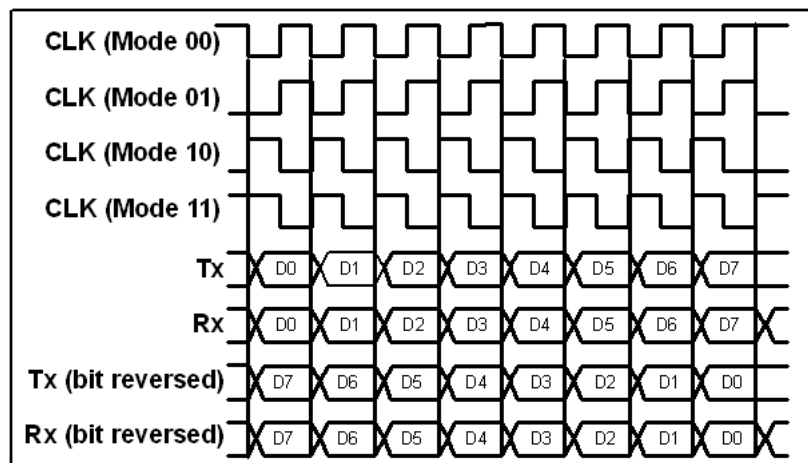 CLK (Mode 00)
CLK (Mode 01)
CLK (Mode 10)
CLK (Mode 11)
Tx D0 D1 D2 D3 D4 D5 D6 D7
Rx D0 D1 D2 D3 D4 D5 D6 D7
Tx (bit reversed) D7 D6 D5 D4 D3 D2 D1 D0
Rx (bit reversed) D7 D6 D5 D4 D3 D2 D1 D0